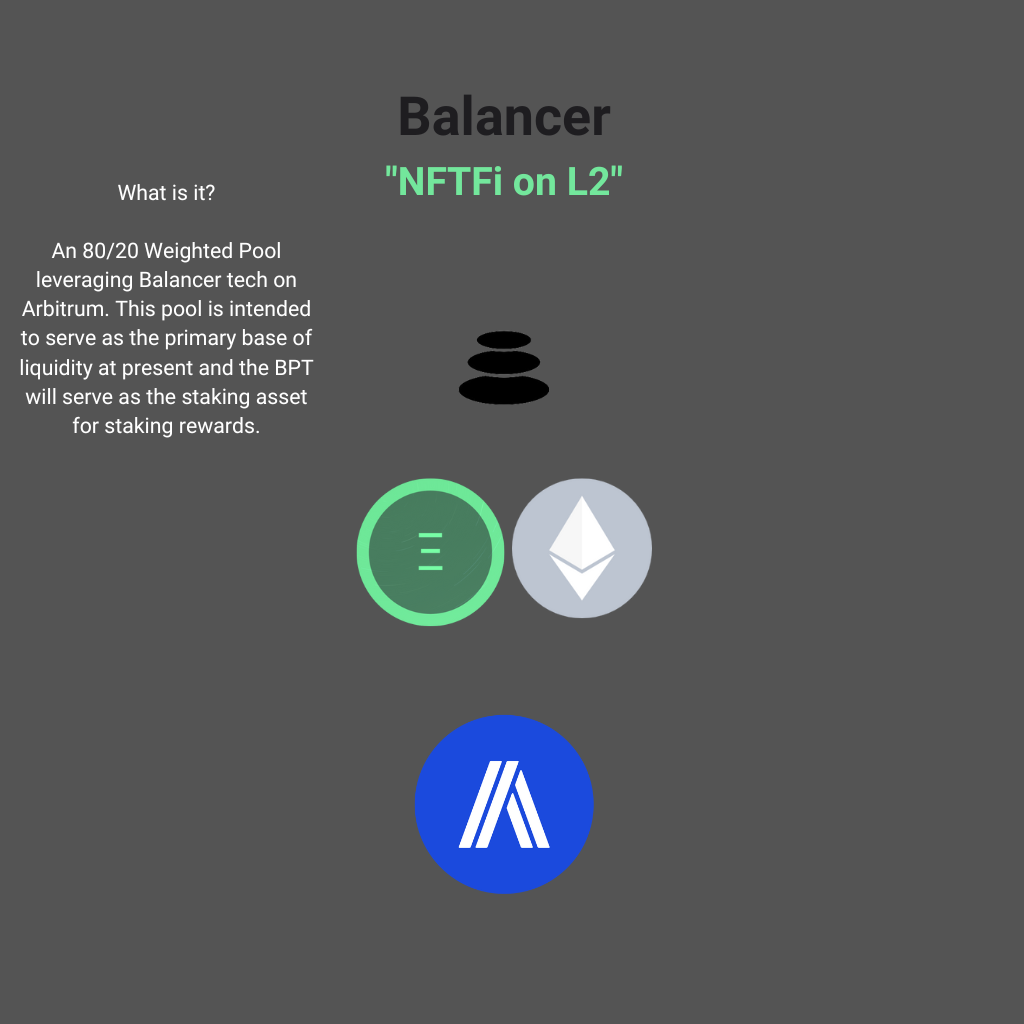 Balancer
"NFTFi on L2"
What is it?
An 80/20 Weighted Pool
leveraging Balancer tech on
Arbitrum. This pool is intended
to serve as the primary base of
liquidity at present and the BPT
will serve as the staking asset
for staking rewards.
Ξ